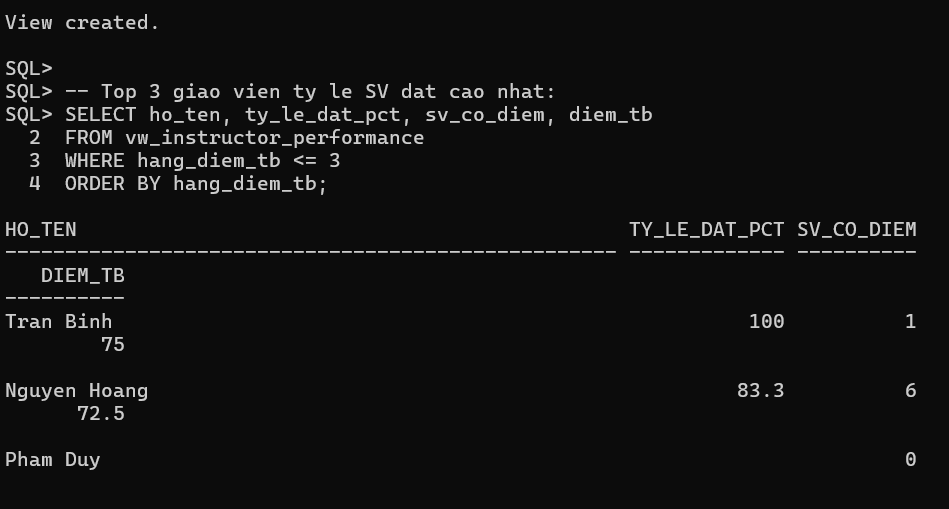 View created.
SQL>
SQL> -- Top 3 giao vien ty le SV dat cao nhat:
SQL> SELECT ho_ten, ty_le_dat_pct, sv_co_diem, diem_tb
  2  FROM vw_instructor_performance
  3  WHERE hang_diem_tb <= 3
  4  ORDER BY hang_diem_tb;
HO_TEN                                              TY_LE_DAT_PCT SV_CO_DIEM
--------------------------------------------------- ------------- ----------
   DIEM_TB
----------
Tran Binh                                                     100          1
        75
Nguyen Hoang                                                 83.3          6
      72.5
Pham Duy                                                                   0